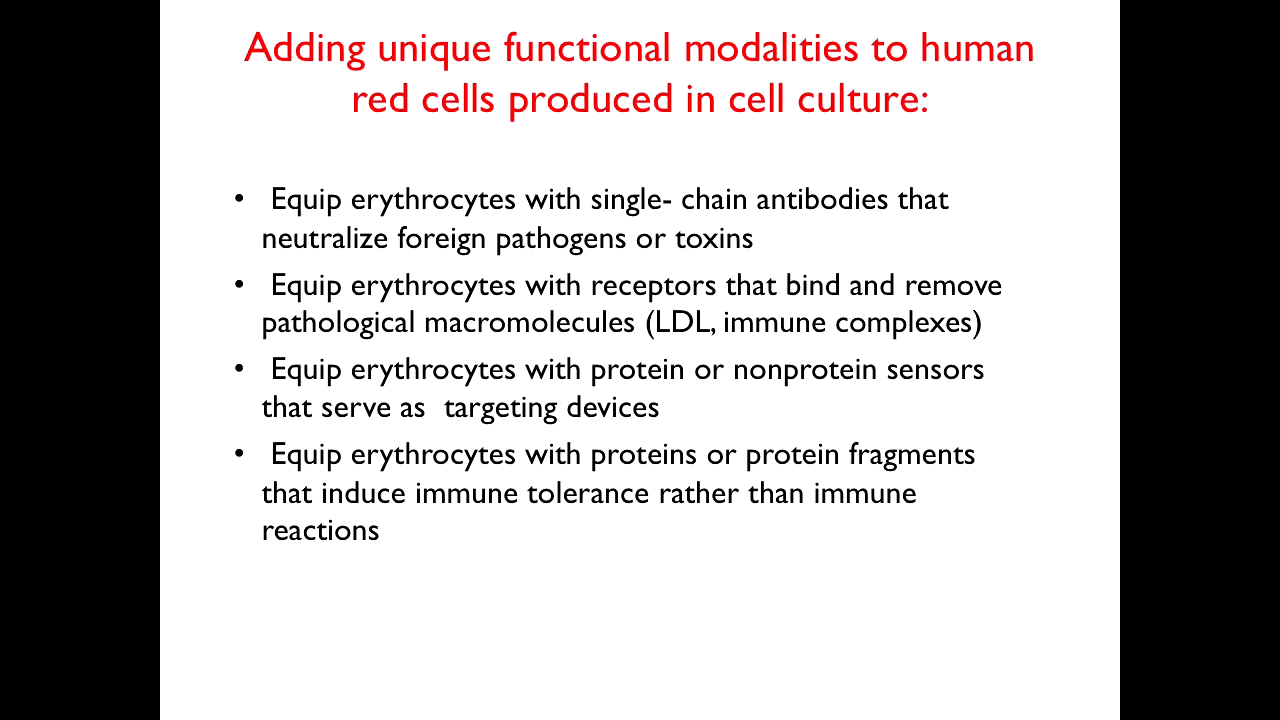 Adding unique functional modalities to human
red cells produced in cell culture:
• Equip erythrocytes with single- chain antibodies that
neutralize foreign pathogens or toxins
• Equip erythrocytes with receptors that bind and remove
pathological macromolecules (LDL, immune complexes)
• Equip erythrocytes with protein or nonprotein sensors
that serve as  targeting devices
• Equip erythrocytes with proteins or protein fragments
that induce immune tolerance rather than immune
reactions